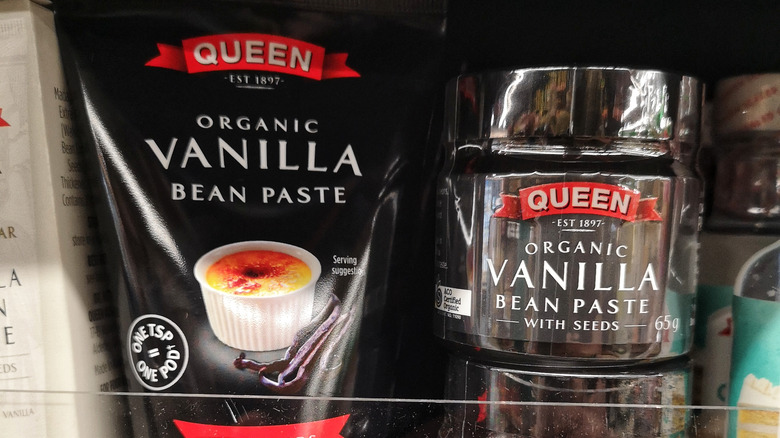 QUEEN
EST 1897
ORGANIC
VANILLA
BEAN PASTE
Serving
suggestion
ONE TSP
=
ONE POD†
QUEEN
EST 1897
ORGANIC
VANILLA
BEAN PASTE
WITH SEEDS
65g
ACO
Certified
Organic
VANILLA